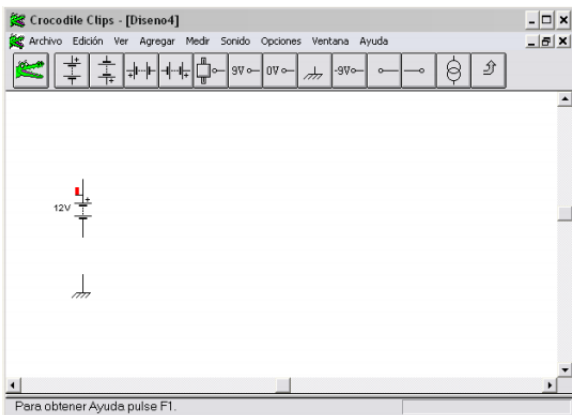 Crocodile Clips - [Diseno4]
Archivo Edición Ver Agregar Medir Sonido Opciones Ventana Ayuda
9V 0V -9V
12V
Para obtener Ayuda pulse F1.